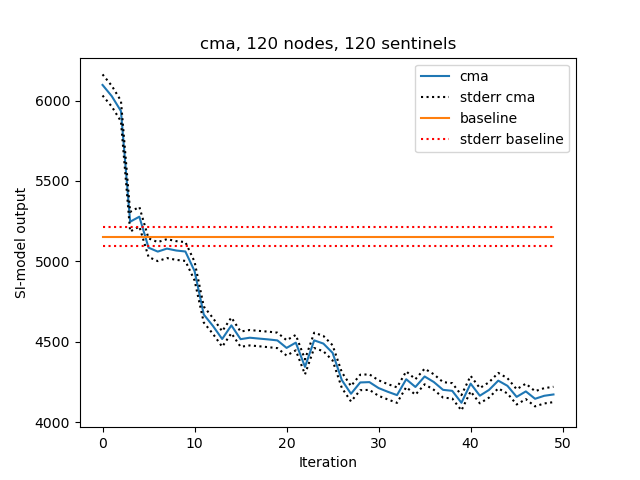 cma, 120 nodes, 120 sentinels
cma
stderr cma
baseline
stderr baseline
6000
5500
5000
4500
4000
SI-model output
0 10 20 30 40 50
Iteration